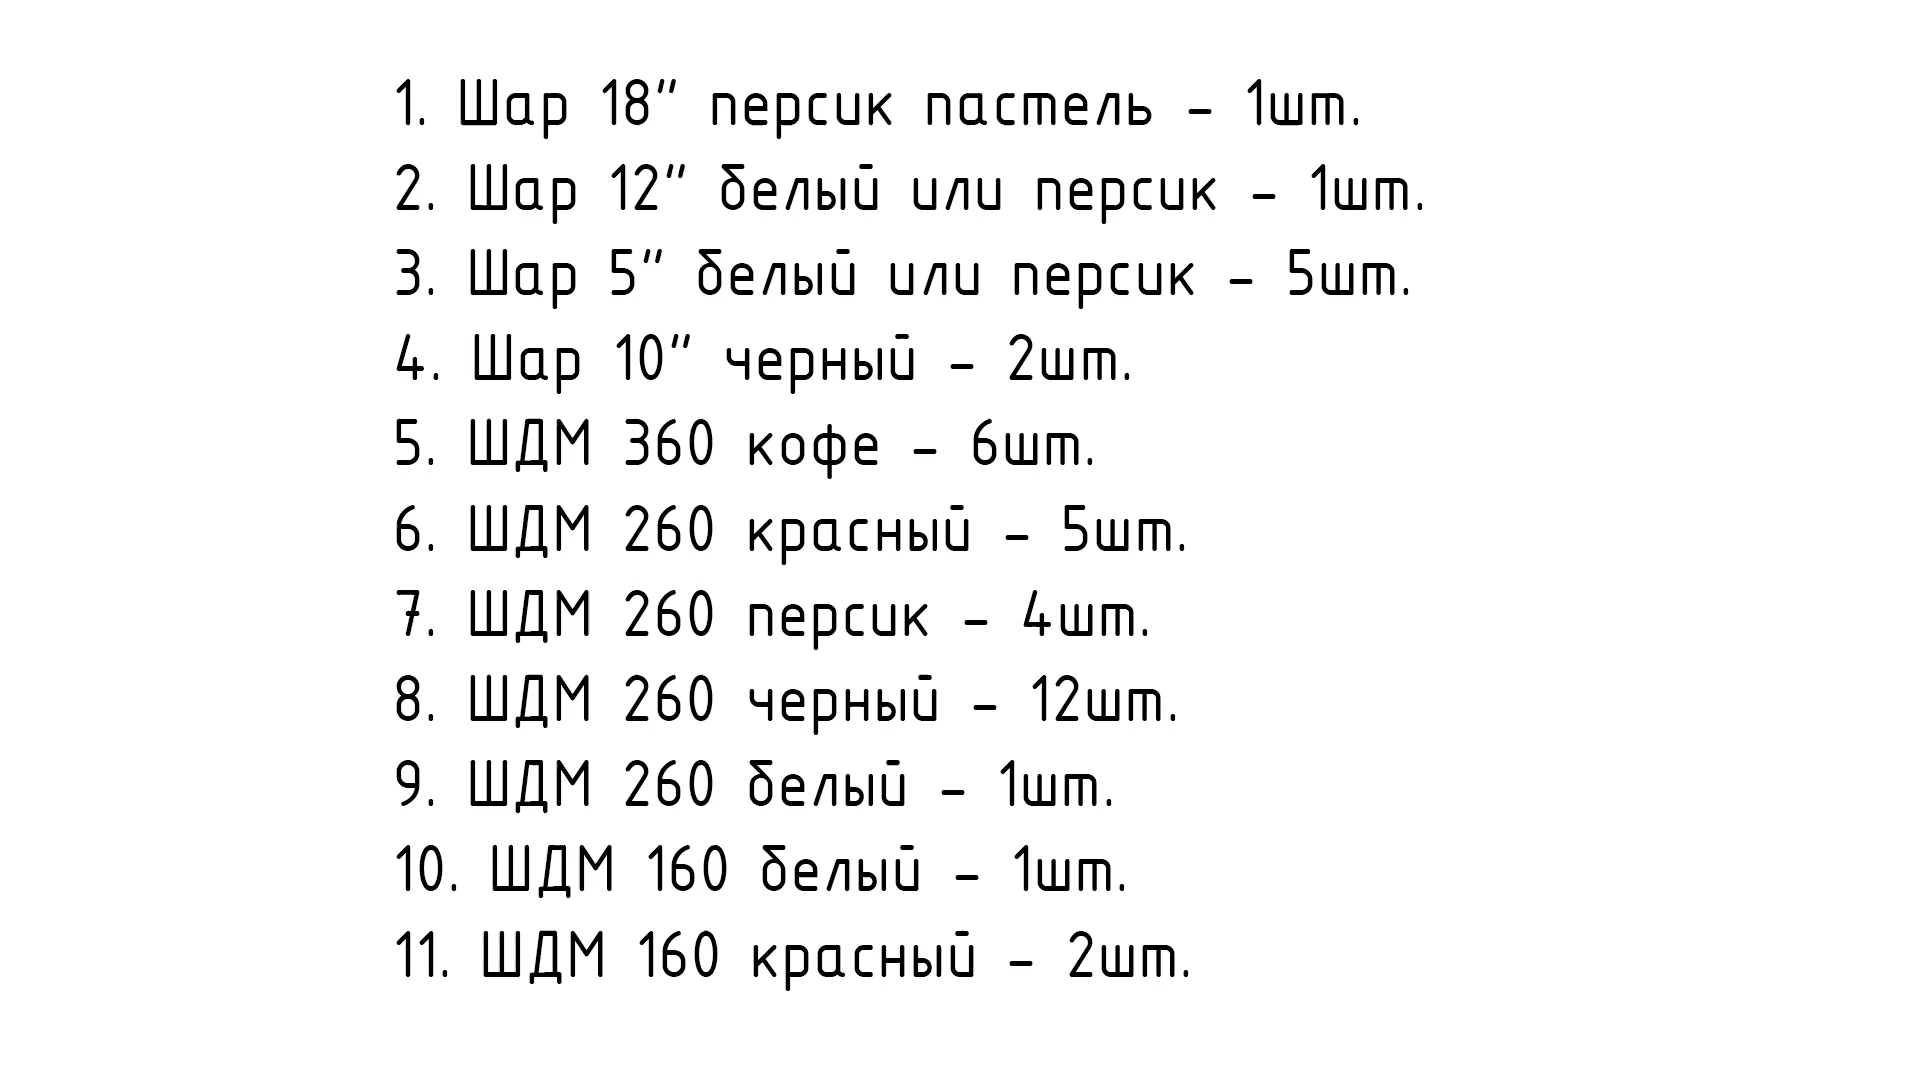 1. Шар 18" персик пастель - 1шт.
2. Шар 12" белый или персик - 1шт.
3. Шар 5" белый или персик - 5шт.
4. Шар 10" черный - 2шт.
5. ШДМ 360 кофе - 6шт.
6. ШДМ 260 красный - 5шт.
7. ШДМ 260 персик - 4шт.
8. ШДМ 260 черный - 12шт.
9. ШДМ 260 белый - 1шт.
10. ШДМ 160 белый - 1шт.
11. ШДМ 160 красный - 2шт.